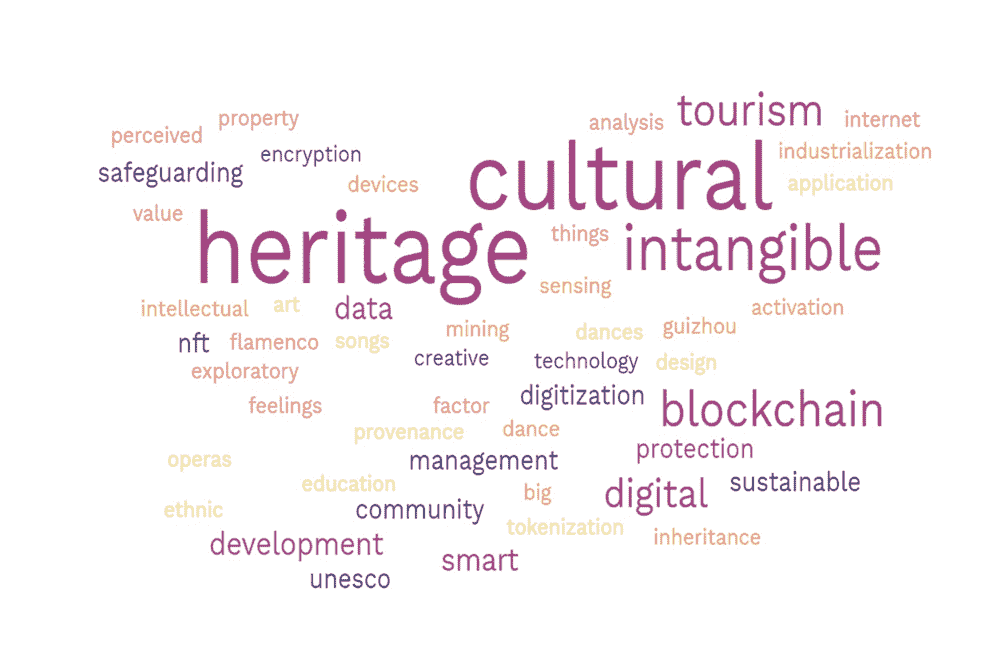 tourism
property
analysis
internet
perceived
encryption
industrialization
safeguarding
cultural
devices
application
value
heritage
things
intangible
sensing
intellectual
art
data
activation
nft
flamenco
songs
mining
dances
guizhou
exploratory
creative
technology
design
feelings
factor
digitization
blockchain
provenance
dance
operas
management
protection
education
big
digital
sustainable
ethnic
community
tokenization
inheritance
development
smart
unesco